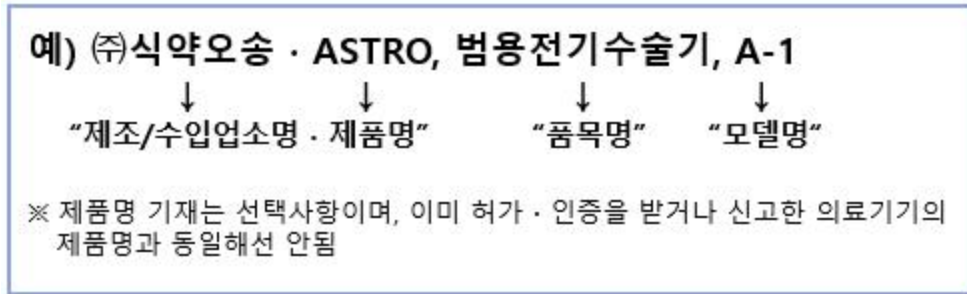 예) ㈜식약오송 · ASTRO, 범용전기수술기, A-1
↓ ↓ ↓ ↓
“제조/수입업소명 · 제품명” “품목명” “모델명“
※ 제품명 기재는 선택사항이며, 이미 허가 · 인증을 받거나 신고한 의료기기의
제품명과 동일해선 안됨